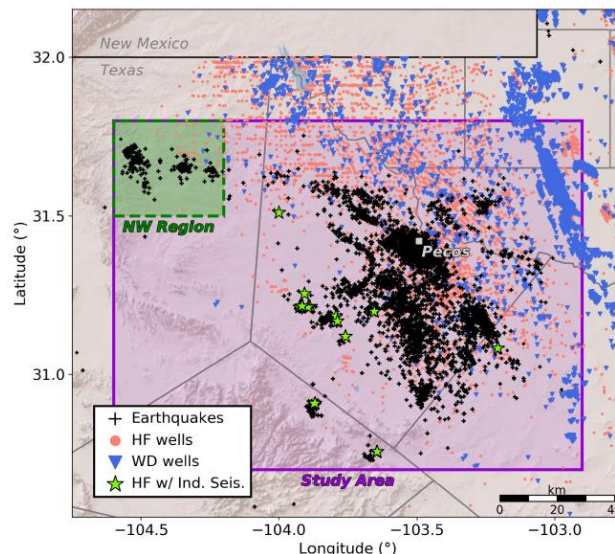 New Mexico
Texas
32.0
31.5
31.0
Latitude (°)
NW Region
Pecos
Earthquakes
HF wells
WD wells
HF w/ Ind. Seis.
Study Area
km
0 20 40
−104.5 −104.0 −103.5 −103.0
Longitude (°)